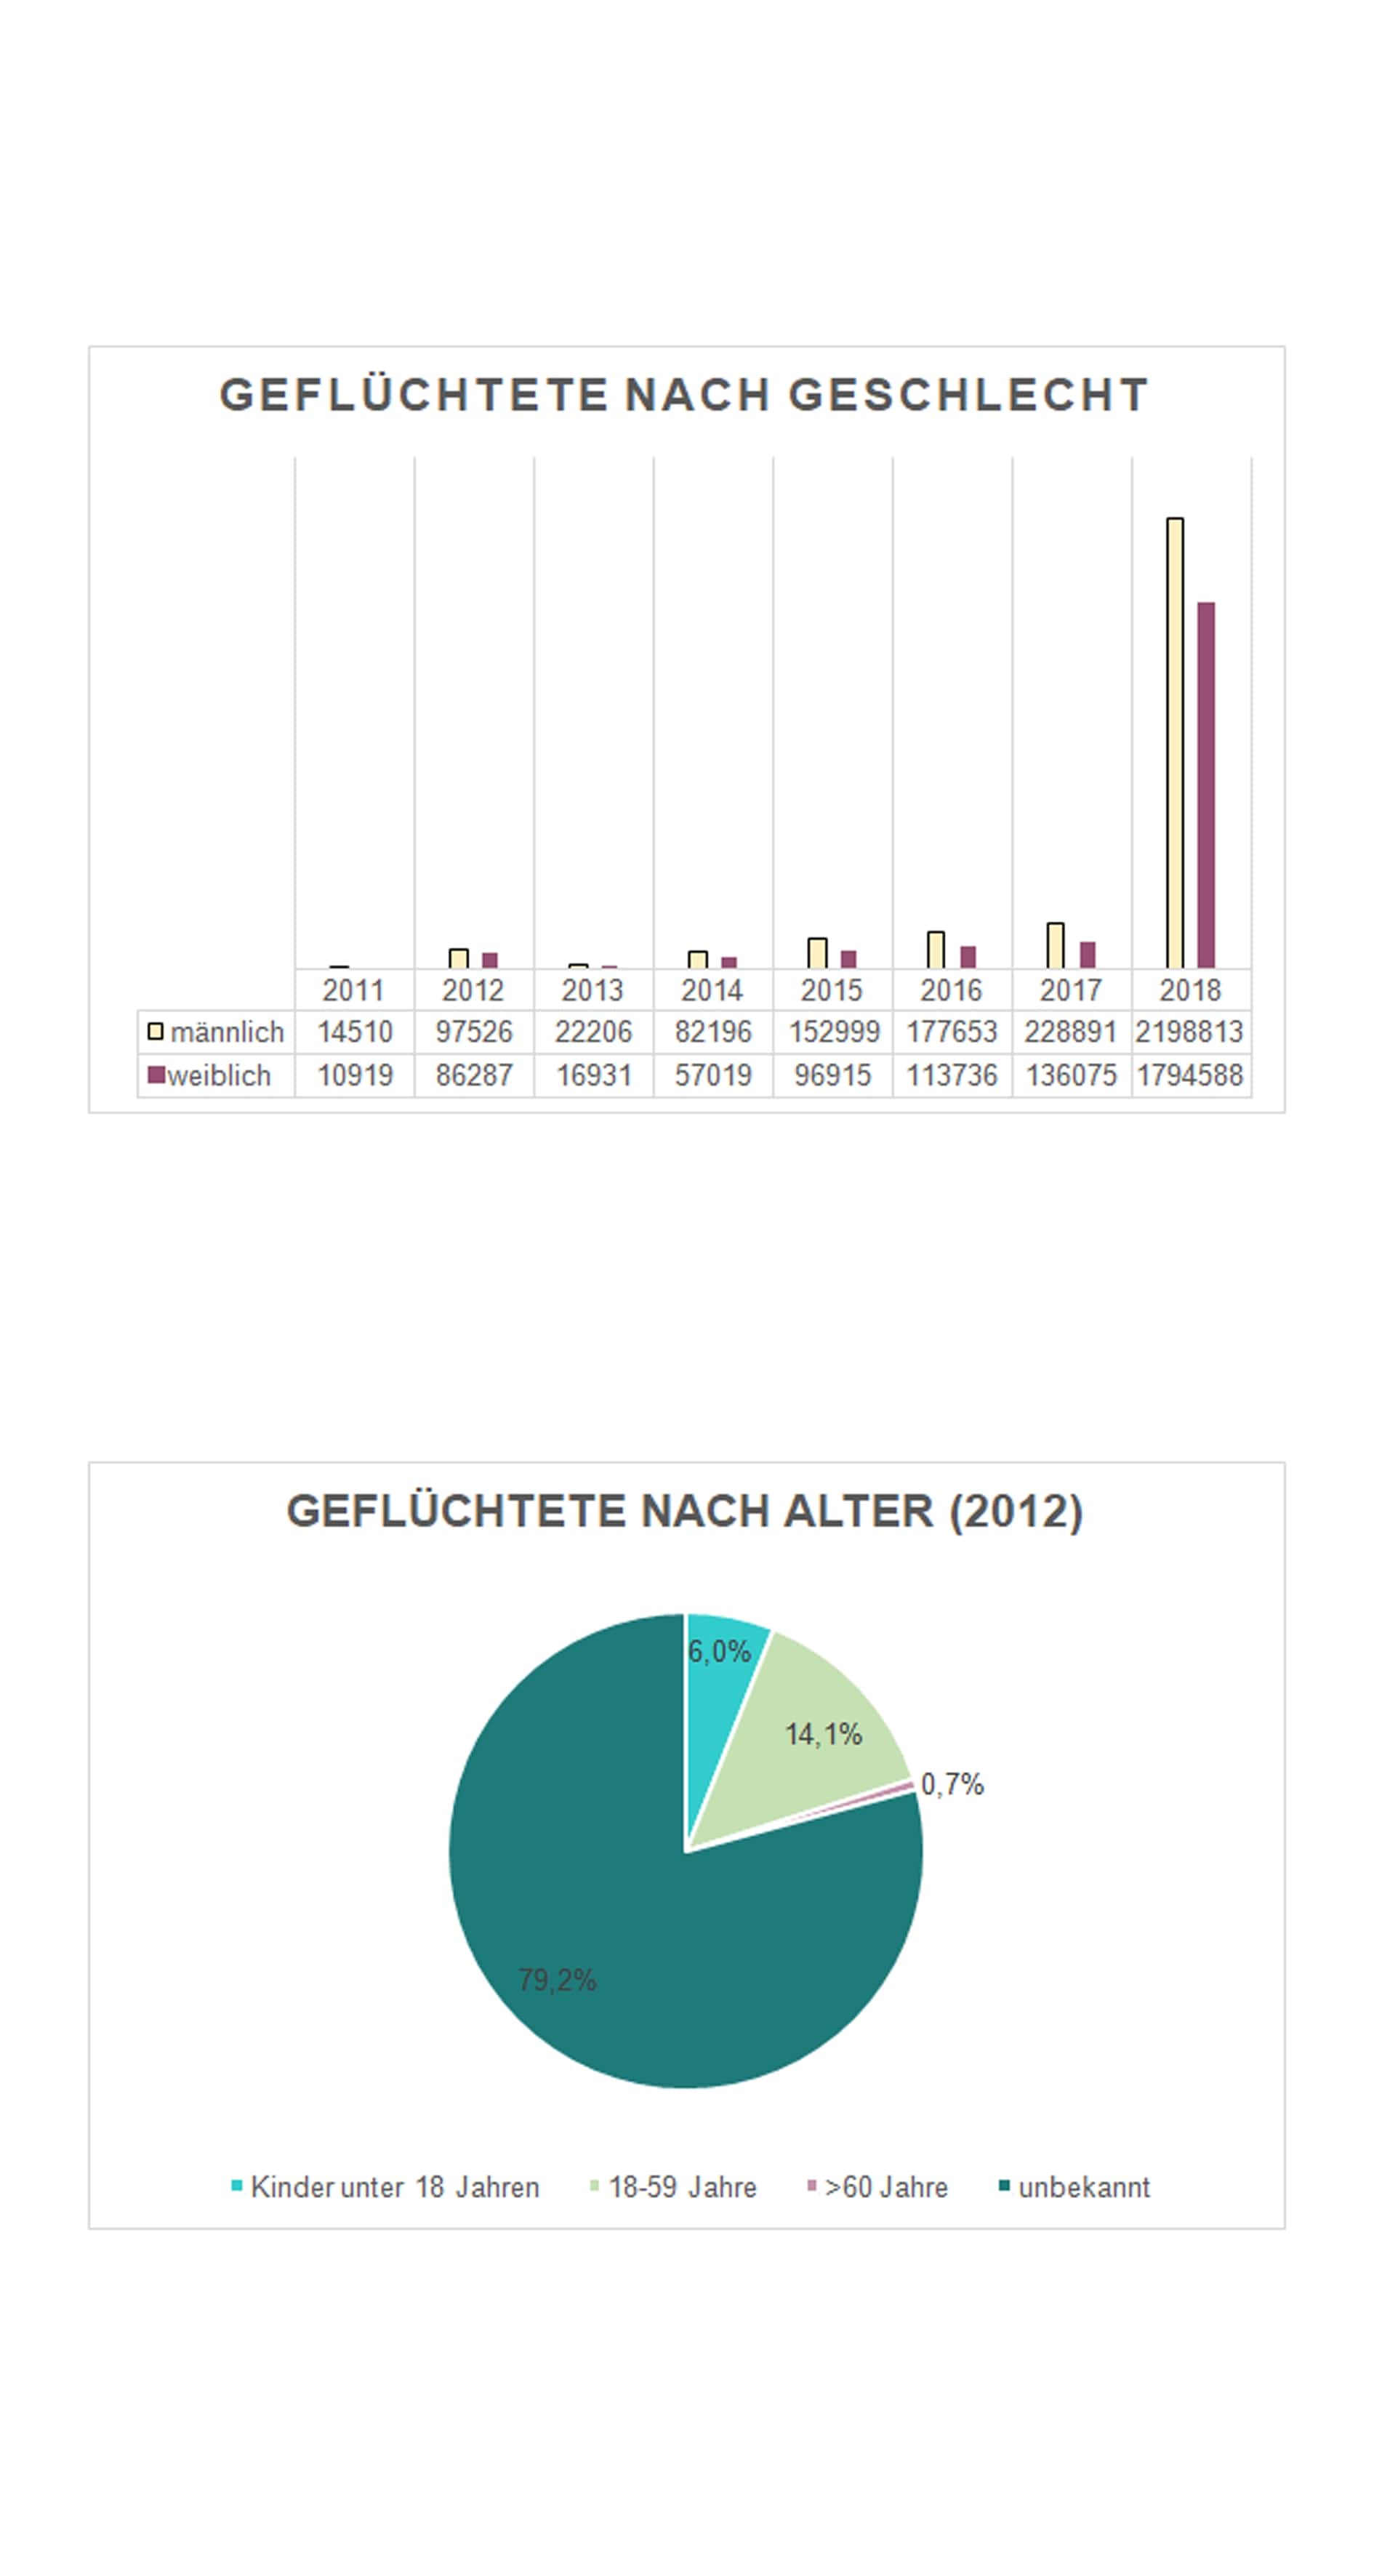 GEFLÜCHTETE NACH GESCHLECHT
2011 2012 2013 2014 2015 2016 2017 2018
männlich 14510 97526 22206 82196 152999 177653 228891 2198813
weiblich 10919 86287 16931 57019 96915 113736 136075 1794588
GEFLÜCHTETE NACH ALTER (2012)
6,0%
14,1%
0,7%
79,2%
Kinder unter 18 Jahren 18-59 Jahre >60 Jahre unbekannt